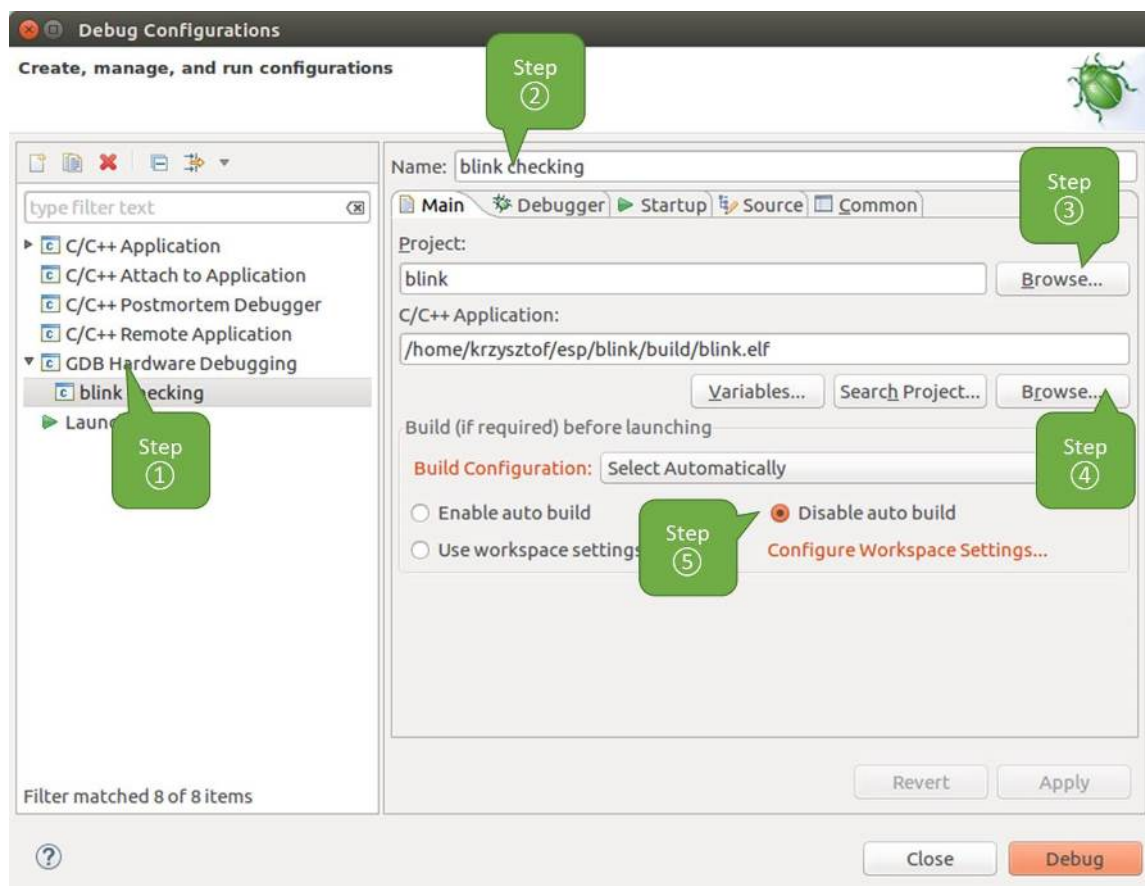 Debug Configurations
Create, manage, and run configurations
Step
②
Name: blink checking
type filter text
Main Debugger Startup Source Common
Step
③
C/C++ Application
C/C++ Attach to Application
C/C++ Postmortem Debugger
C/C++ Remote Application
GDB Hardware Debugging
blink checking
Step
①
Project:
blink
Browse...
C/C++ Application:
/home/krzysztof/esp/blink/build/blink.elf
Variables... Search Project... Browse...
Step
④
Build (if required) before launching
Build Configuration: Select Automatically
Enable auto build
Disable auto build
Step
⑤
Use workspace settings
Configure Workspace Settings...
Filter matched 8 of 8 items
Revert Apply
Close Debug